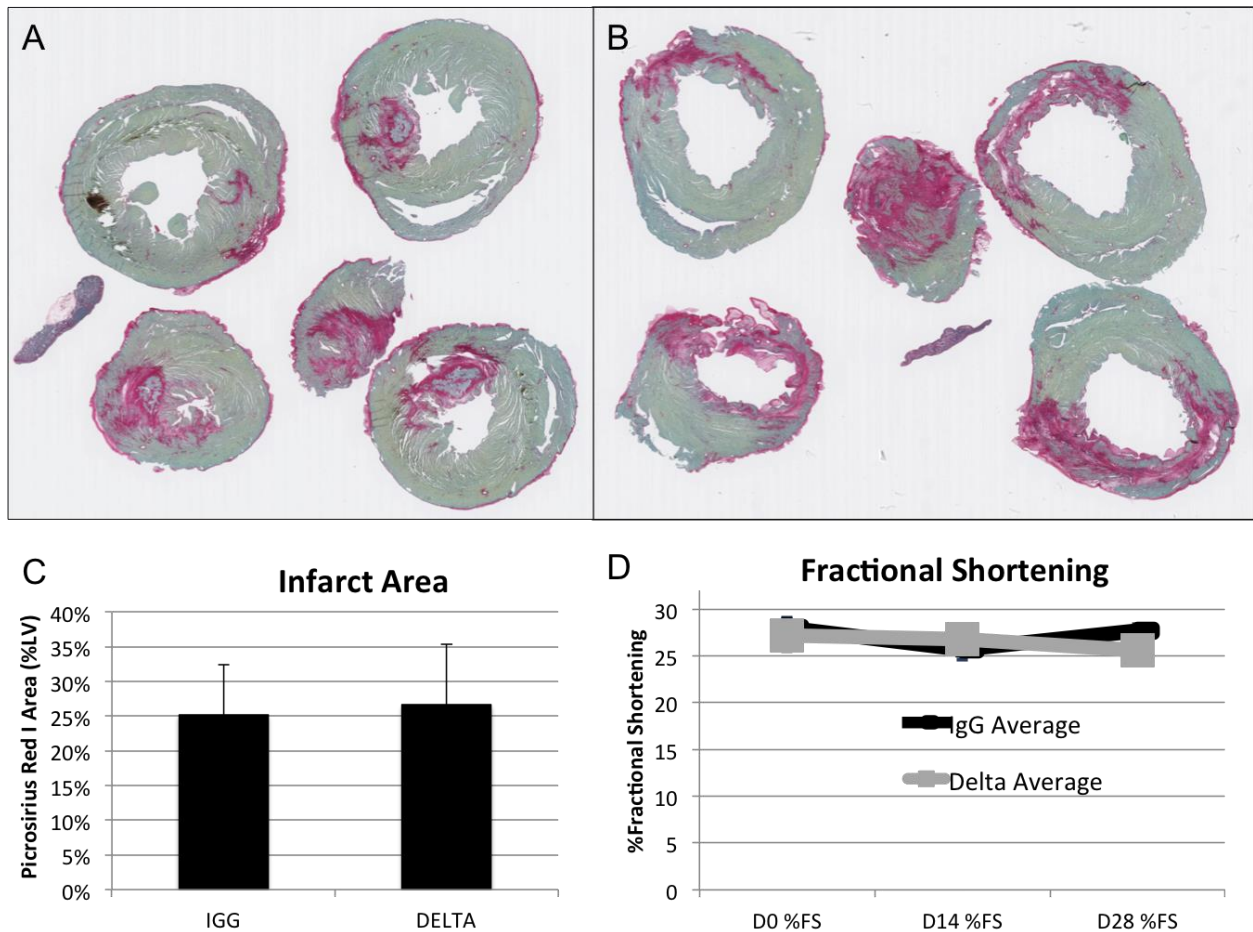 A
B
C
Infarct Area
Picrosirius Red I Area (%LV)
40%
35%
30%
25%
20%
15%
10%
5%
0%
IGG
DELTA
D
Fractional Shortening
%Fractional Shortening
30
25
20
15
10
5
0
IgG Average
Delta Average
D0 %FS
D14 %FS
D28 %FS